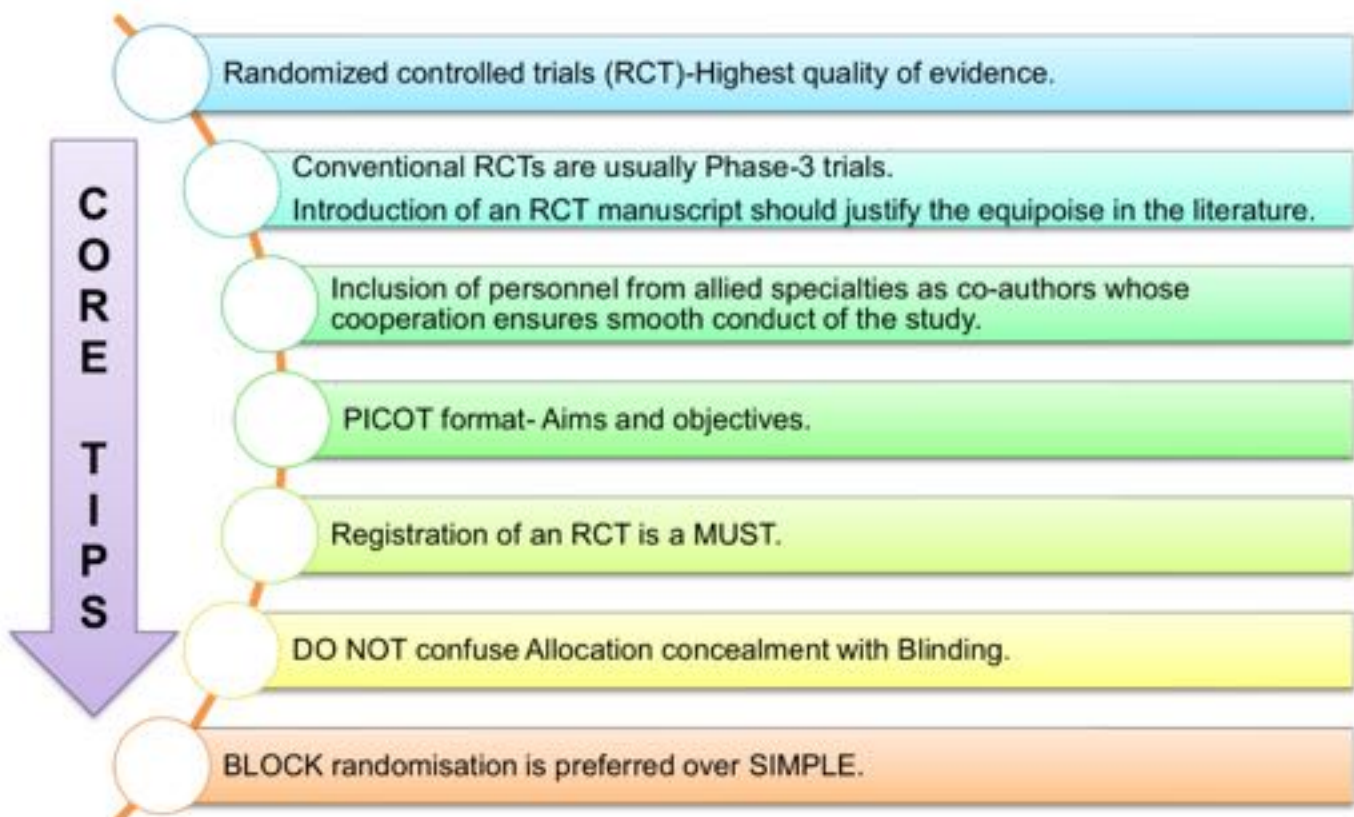 CORE TIPS
Randomized controlled trials (RCT)-Highest quality of evidence.
Conventional RCTs are usually Phase-3 trials.
Introduction of an RCT manuscript should justify the equipoise in the literature.
Inclusion of personnel from allied specialties as co-authors whose
cooperation ensures smooth conduct of the study.
PICOT format- Aims and objectives.
Registration of an RCT is a MUST.
DO NOT confuse Allocation concealment with Blinding.
BLOCK randomisation is preferred over SIMPLE.